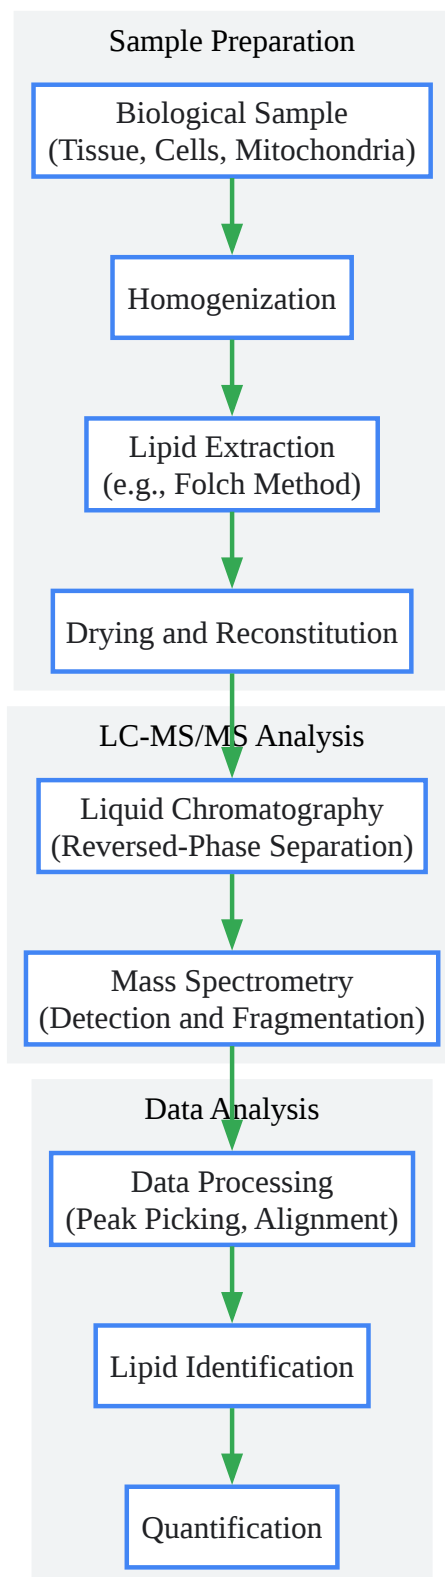 Sample Preparation
Biological Sample
(Tissue, Cells, Mitochondria)
Homogenization
Lipid Extraction
(e.g., Folch Method)
Drying and Reconstitution
LC-MS/MS Analysis
Liquid Chromatography
(Reversed-Phase Separation)
Mass Spectrometry
(Detection and Fragmentation)
Data Analysis
Data Processing
(Peak Picking, Alignment)
Lipid Identification
Quantification